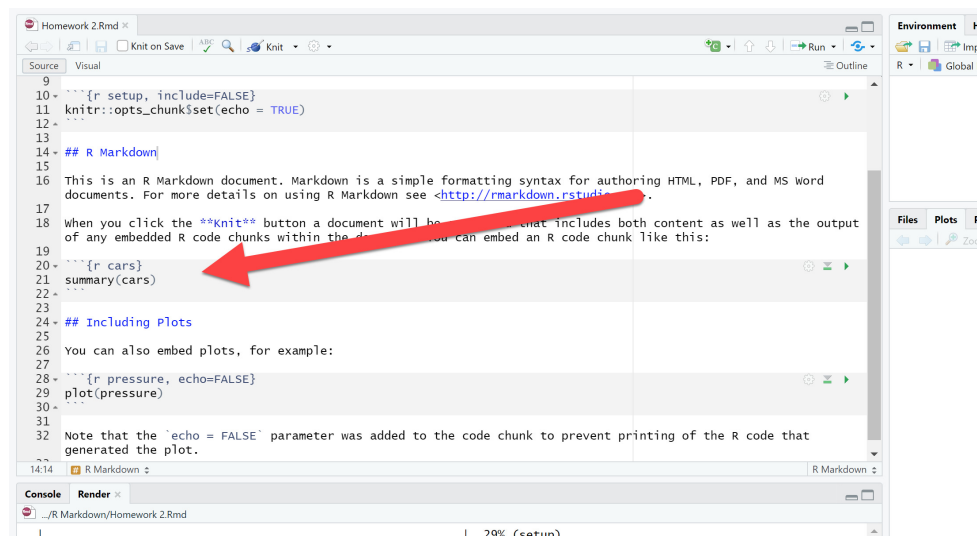 Homework 2.Rmd
Environment
Knit on Save
ABC
Knit
Run
Source Visual
Outline
R Global
9
10 ```{r setup, include=FALSE}
11 knitr::opts_chunk$set(echo = TRUE)
12 ```
13
14 ## R Markdown
15
16 This is an R Markdown document. Markdown is a simple formatting syntax for authoring HTML, PDF, and MS Word
documents. For more details on using R Markdown see <http://rmarkdown.
17
18 When you click the **Knit** button a document will be that includes both content as well as the output
of any embedded R code chunks within the can embed an R code chunk like this:
19
20 ```{r cars}
21 summary(cars)
22 ```
23
24 ## Including Plots
25
26 You can also embed plots, for example:
27
28 ```{r pressure, echo=FALSE}
29 plot(pressure)
30 ```
31
32 Note that the `echo = FALSE` parameter was added to the code chunk to prevent printing of the R code that
generated the plot.
14:14 R Markdown R Markdown
Files Plots
Console Render
.../R Markdown/Homework 2.Rmd
| | 29% (setup)